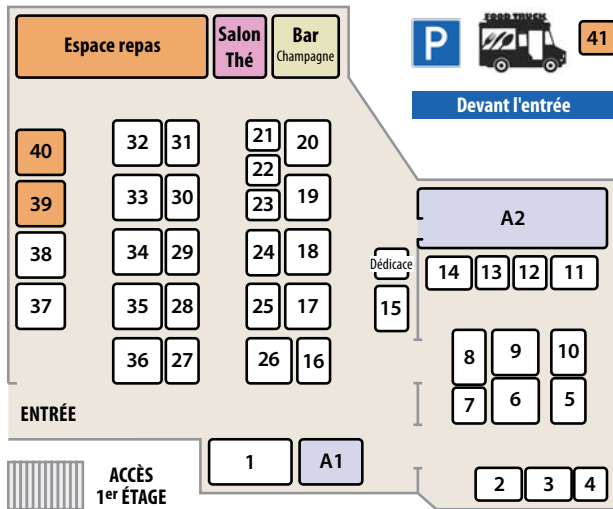 Espace repas
Salon
Thé
Bar
Champagne
P
FOOD TRUCK
41
Devant l'entrée
40
39
38
37
32 31
33 30
34 29
35 28
36 27
21
22
23
20
19
24 18
25 17
26 16
Dédicace
15
A2
14 13 12 11
8 9 10
7 6 5
ENTRÉE
1 A1
2 3 4
ACCÈS
1er ÉTAGE